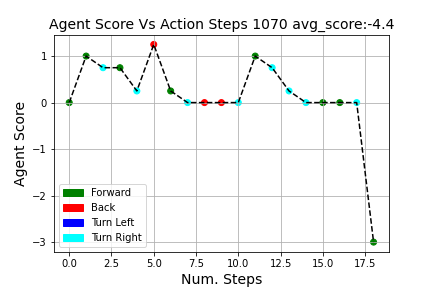 Agent Score Vs Action Steps 1070 avg_score:-4.4
Agent Score
1
0
−1
−2
−3
Forward
Back
Turn Left
Turn Right
0.0 2.5 5.0 7.5 10.0 12.5 15.0 17.5
Num. Steps